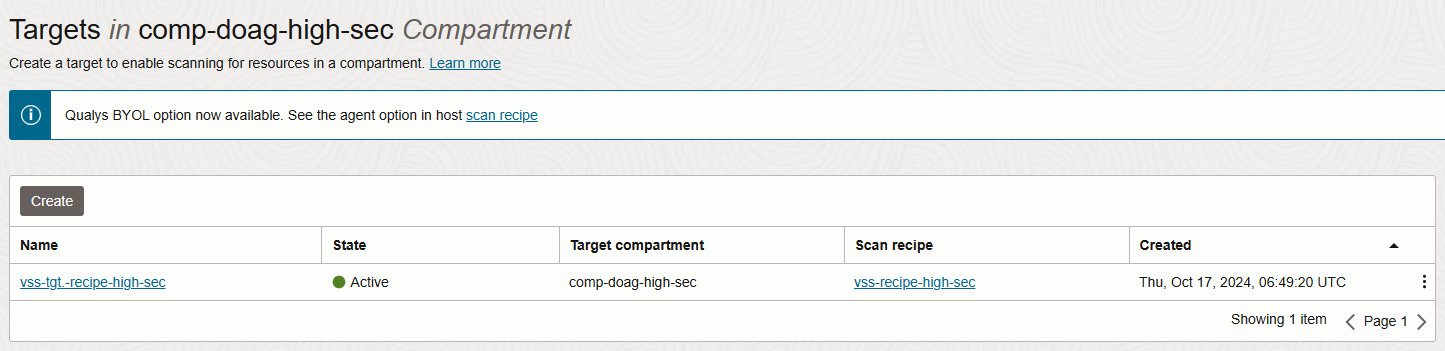 Targets in comp-doag-high-sec Compartment
Create a target to enable scanning for resources in a compartment. Learn more
Qualys BYOL option now available. See the agent option in host scan recipe
Create
Name State Target compartment Scan recipe Created
vss-tgt.-recipe-high-sec Active comp-doag-high-sec vss-recipe-high-sec Thu, Oct 17, 2024, 06:49:20 UTC
Showing 1 item Page 1